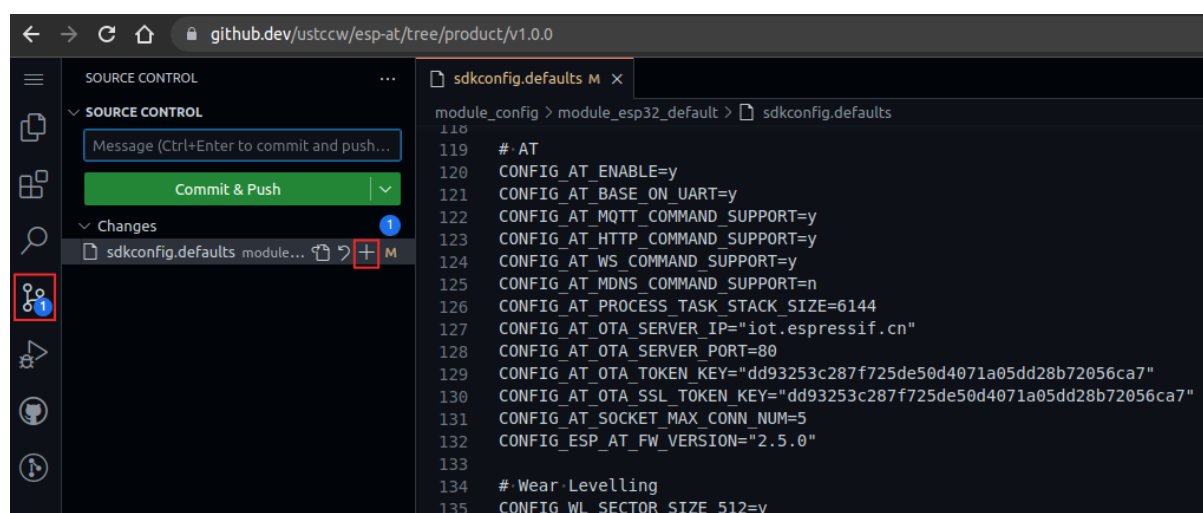 github.dev/ustccw/esp-at/tree/product/v1.0.0
SOURCE CONTROL ...
SOURCE CONTROL
Message (Ctrl+Enter to commit and push...
Commit & Push
Changes 1
sdkconfig.defaults module... M
1
sdkconfig.defaults M
module_config > module_esp32_default > sdkconfig.defaults
118
119 # AT
120 CONFIG_AT_ENABLE=y
121 CONFIG_AT_BASE_ON_UART=y
122 CONFIG_AT_MQTT_COMMAND_SUPPORT=y
123 CONFIG_AT_HTTP_COMMAND_SUPPORT=y
124 CONFIG_AT_WS_COMMAND_SUPPORT=y
125 CONFIG_AT_MDNS_COMMAND_SUPPORT=n
126 CONFIG_AT_PROCESS_TASK_STACK_SIZE=6144
127 CONFIG_AT_OTA_SERVER_IP="iot.espressif.cn"
128 CONFIG_AT_OTA_SERVER_PORT=80
129 CONFIG_AT_OTA_TOKEN_KEY="dd93253c287f725de50d4071a05dd28b72056ca7"
130 CONFIG_AT_OTA_SSL_TOKEN_KEY="dd93253c287f725de50d4071a05dd28b72056ca7"
131 CONFIG_AT_SOCKET_MAX_CONN_NUM=5
132 CONFIG_ESP_AT_FW_VERSION="2.5.0"
133
134 # Wear Levelling
135 CONFIG_WL_SECTOR_SIZE_512=y